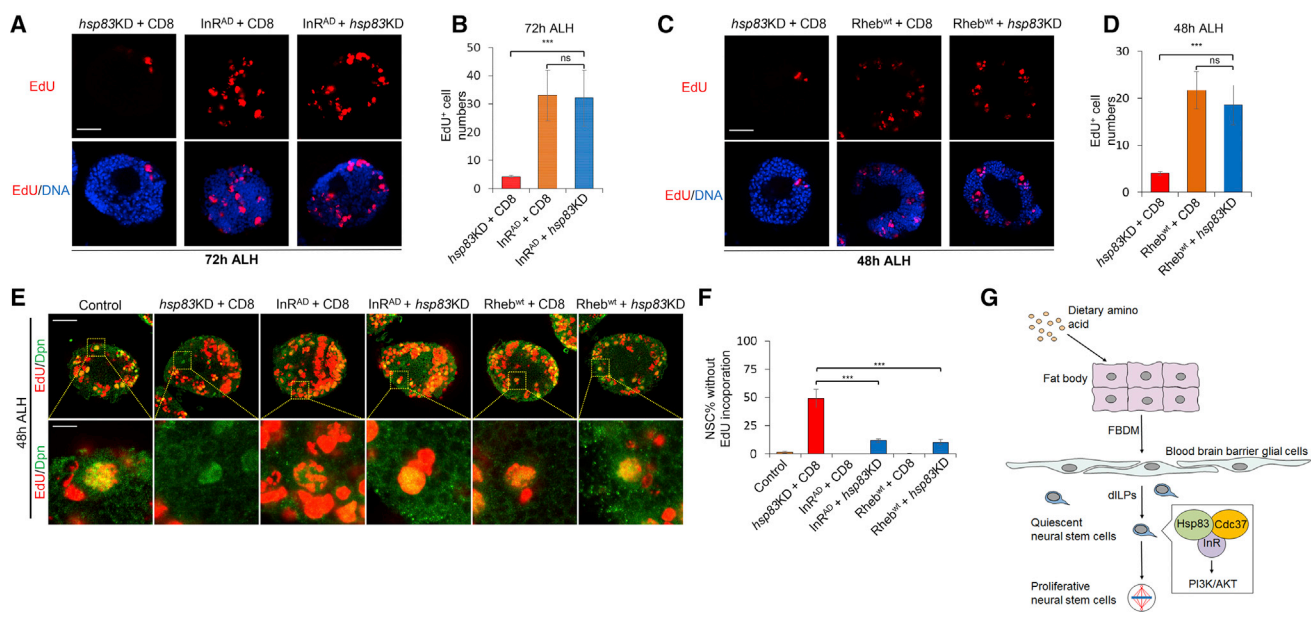 A
hsp83KD + CD8
InR^AD + CD8
InR^AD + hsp83KD
EdU
EdU/DNA
72h ALH
B
72h ALH
***
ns
EdU+ cell
numbers
50
40
30
20
10
0
hsp83KD + CD8
InR^AD + CD8
InR^AD + hsp83KD
C
hsp83KD + CD8
Rheb^wt + CD8
Rheb^wt + hsp83KD
EdU
EdU/DNA
48h ALH
D
48h ALH
***
ns
EdU+ cell
numbers
30
20
10
0
hsp83KD + CD8
Rheb^wt + CD8
Rheb^wt + hsp83KD
E
Control
hsp83KD + CD8
InR^AD + CD8
InR^AD + hsp83KD
Rheb^wt + CD8
Rheb^wt + hsp83KD
48h ALH
EdU/Dpn
EdU/Dpn
F
NSC% without
EdU incoporation
100
75
50
25
0
***
***
Control
hsp83KD + CD8
InR^AD + CD8
InR^AD + hsp83KD
Rheb^wt + CD8
Rheb^wt + hsp83KD
G
Dietary amino
acid
Fat body
FBDM
Blood brain barrier glial cells
dILPs
Quiescent
neural stem cells
Hsp83
Cdc37
InR
PI3K/AKT
Proliferative
neural stem cells